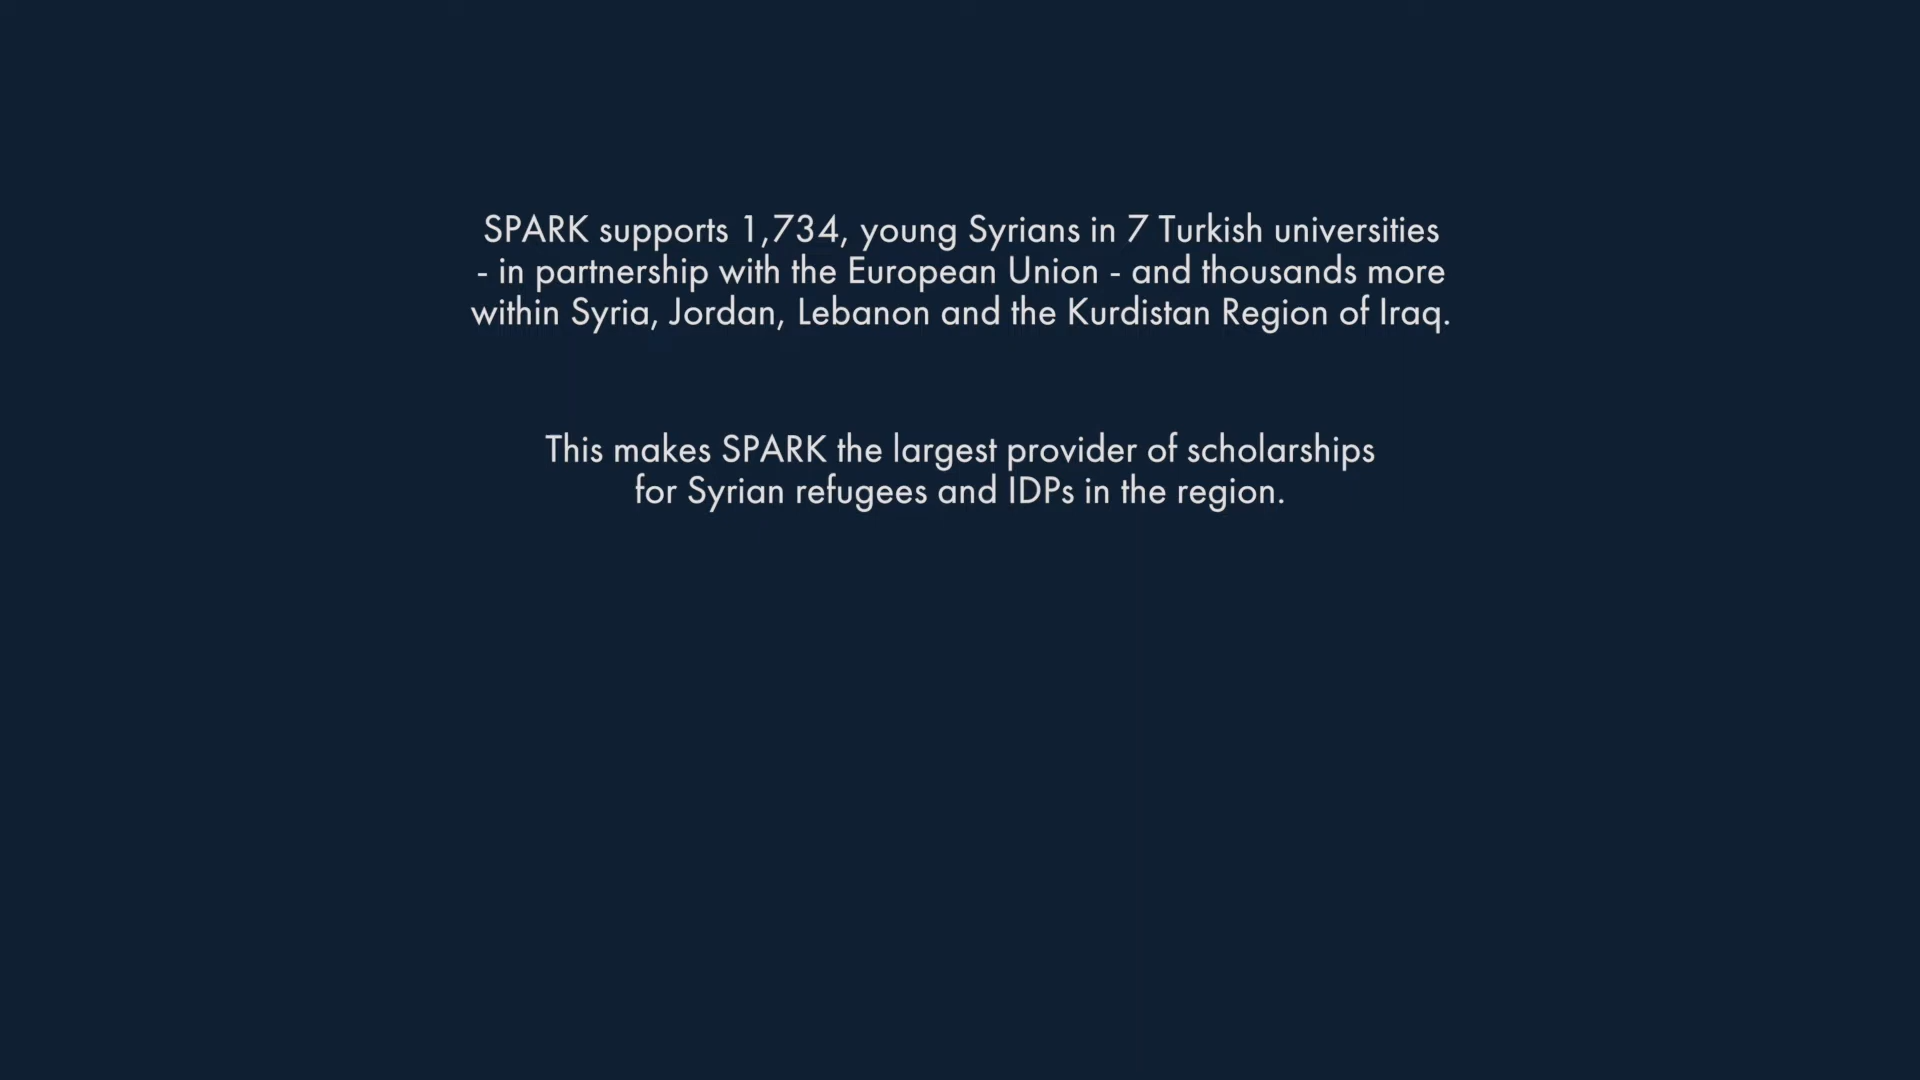 SPARK supports 1,734, young Syrians in 7 Turkish universities
- in partnership with the European Union - and thousands more
within Syria, Jordan, Lebanon and the Kurdistan Region of Iraq.
This makes SPARK the largest provider of scholarships
for Syrian refugees and IDPs in the region.